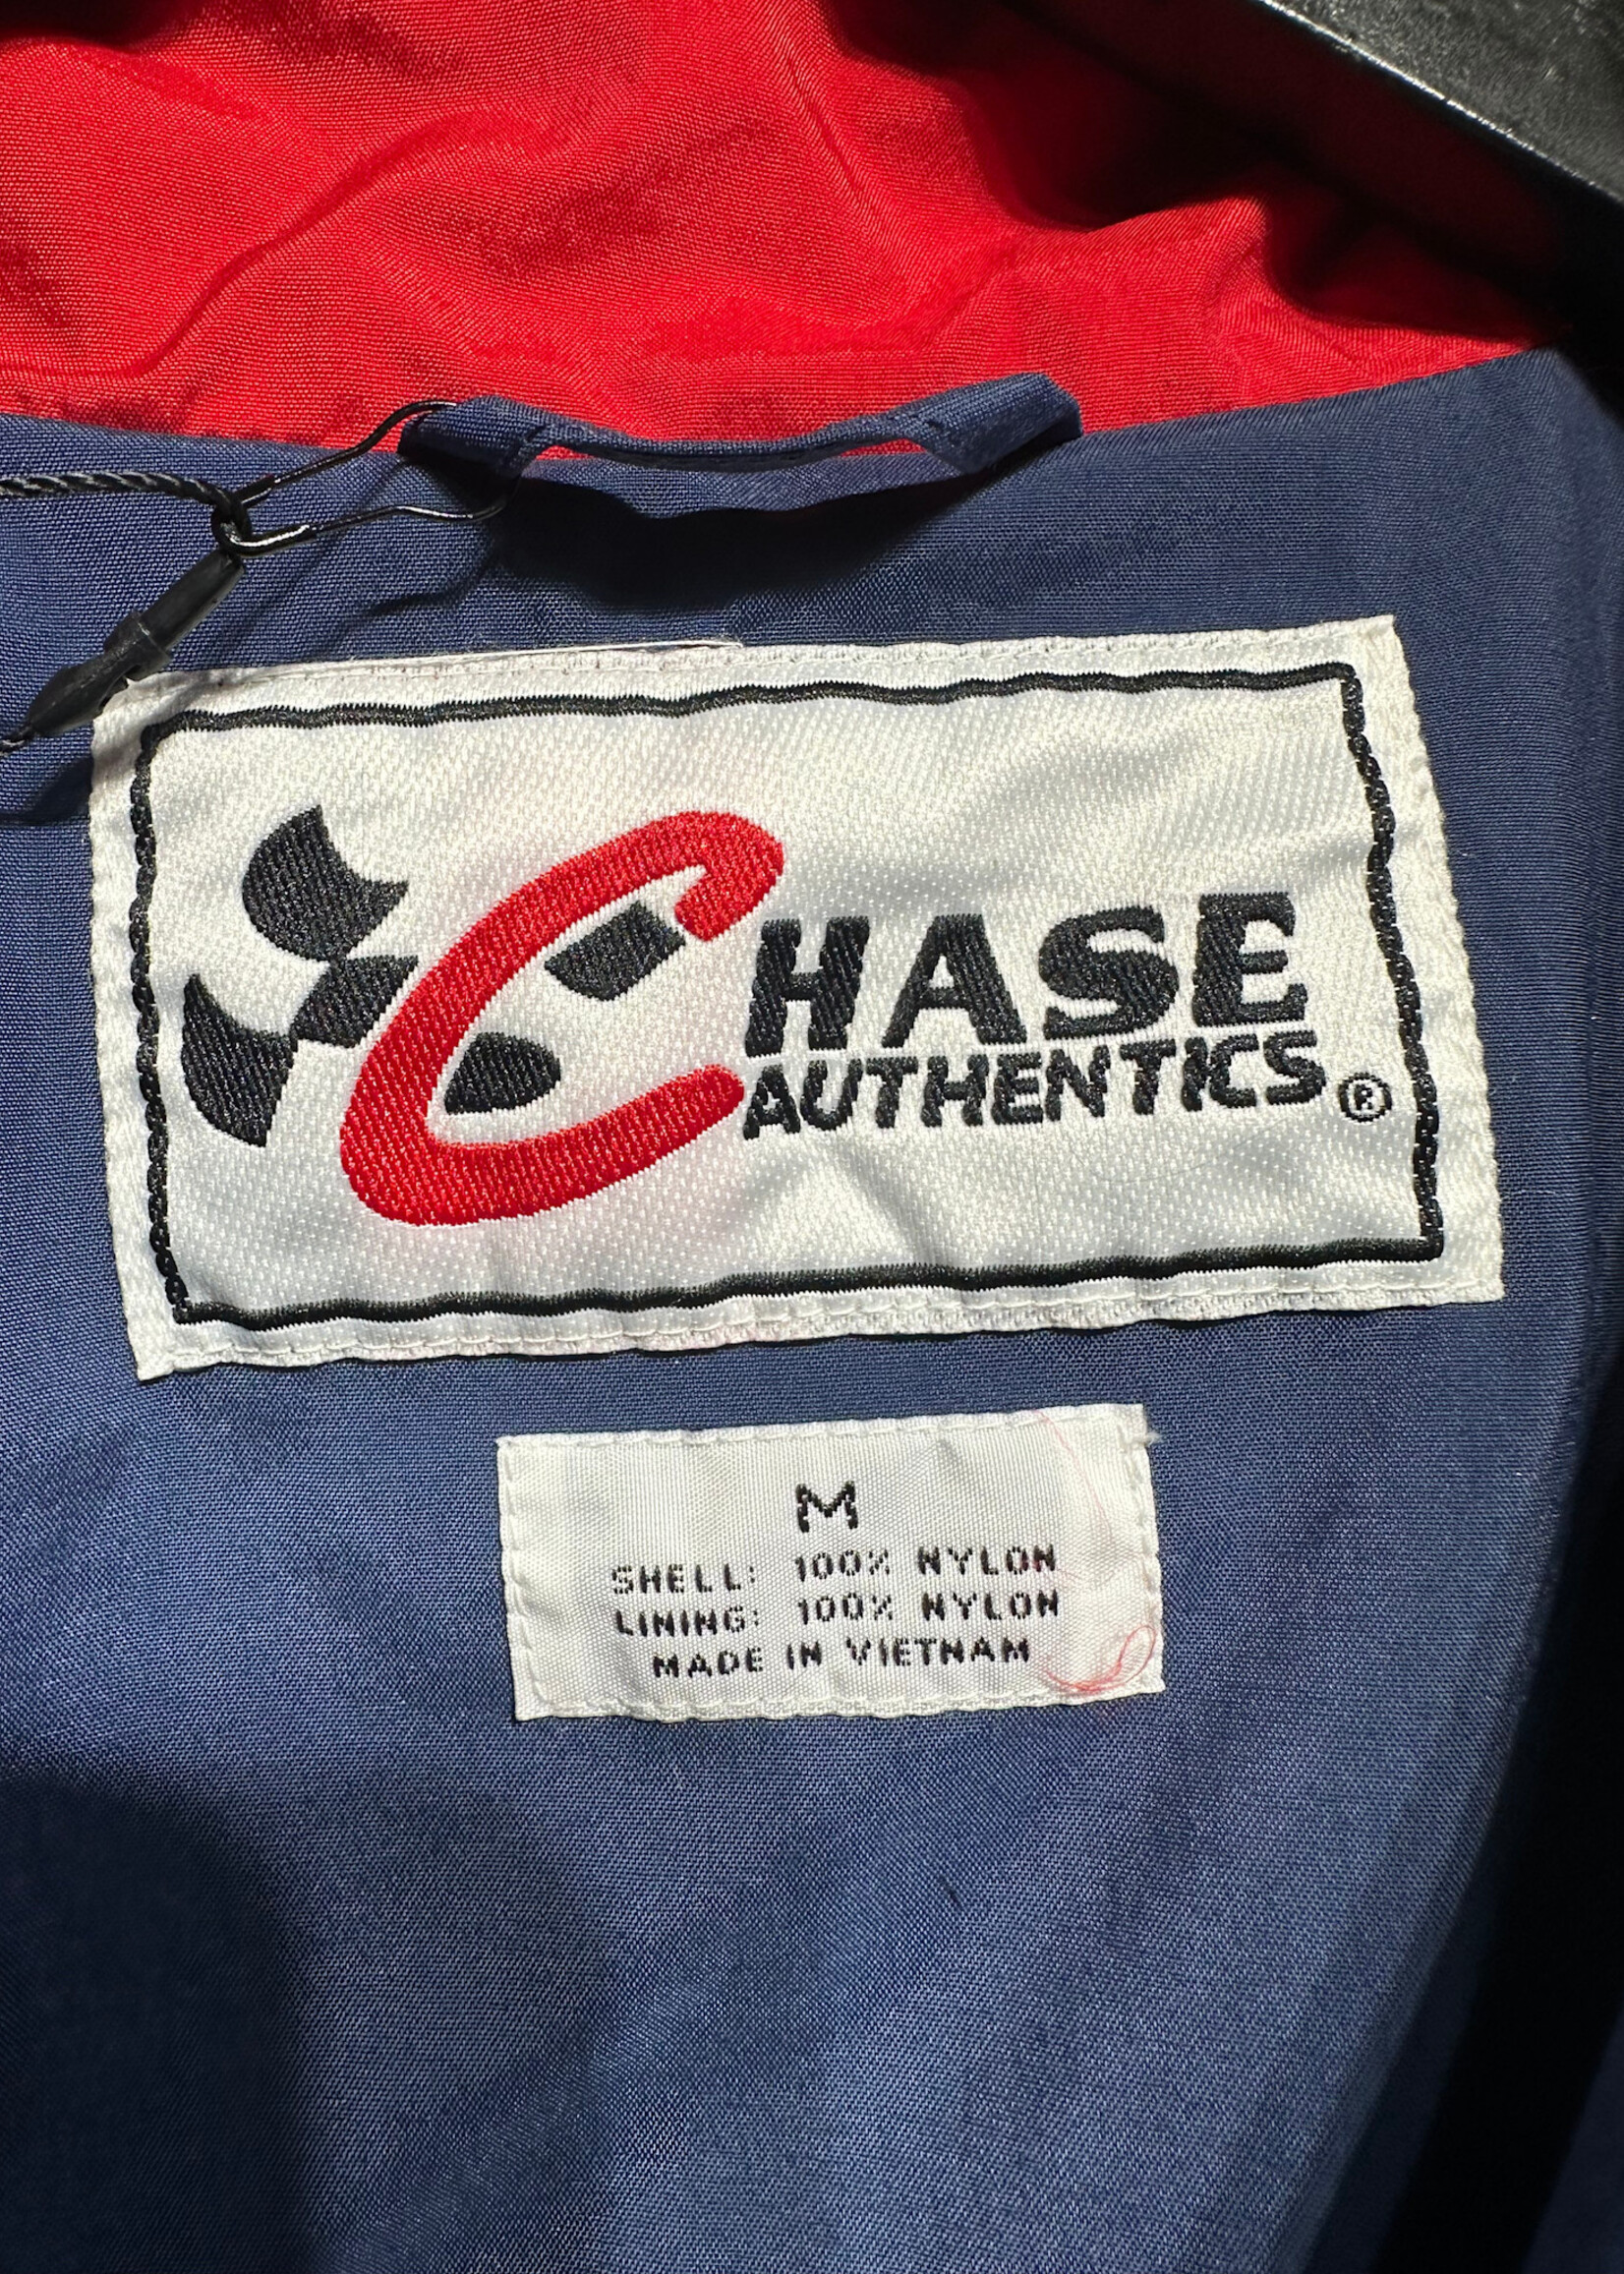 CHASE
AUTHENTICS®
M
SHELL: 100% NYLON
LINING: 100% NYLON
MADE IN VIETNAM